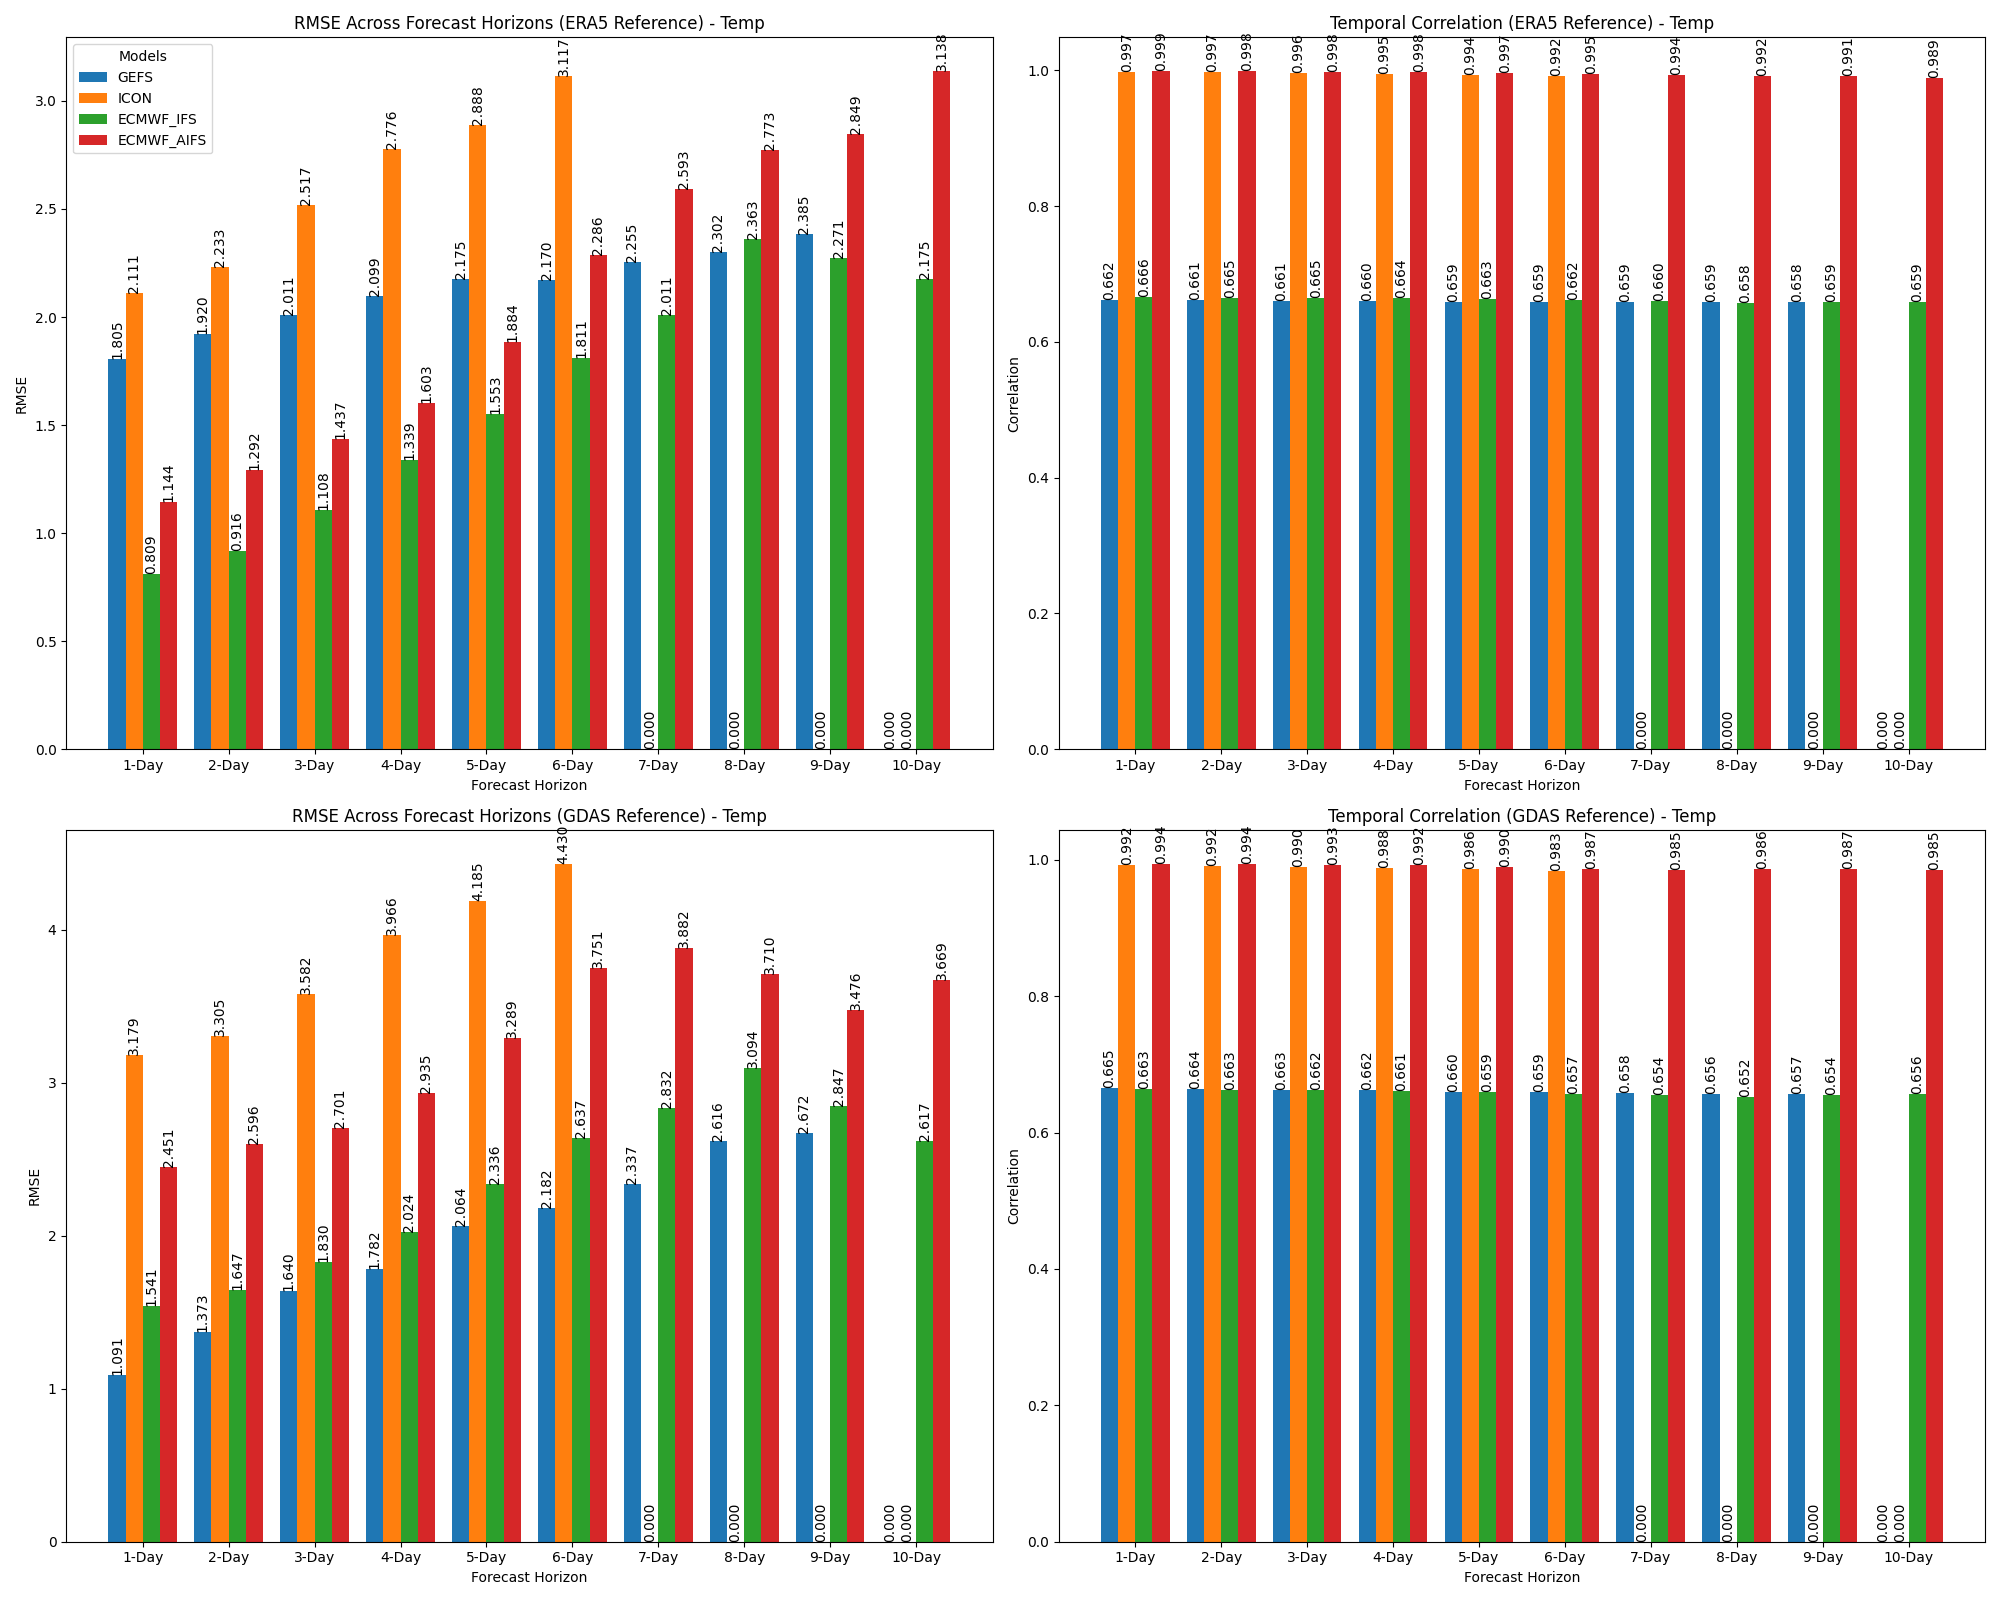 RMSE Across Forecast Horizons (ERA5 Reference) - Temp
Models
GEFS
ICON
ECMWF_IFS
ECMWF_AIFS
RMSE
3.0
2.5
2.0
1.5
1.0
0.5
0.0
1.805 2.111 0.809 1.144
1.920 2.233 0.916 1.292
2.011 2.517 1.108 1.437
2.099 2.776 1.339 1.603
2.175 2.888 1.553 1.884
2.170 3.117 1.811 2.286
2.255 0.000 2.011 2.593
2.302 0.000 2.363 2.773
2.385 0.000 2.271 2.849
0.000 0.000 2.175 3.138
1-Day 2-Day 3-Day 4-Day 5-Day 6-Day 7-Day 8-Day 9-Day 10-Day
Forecast Horizon
Temporal Correlation (ERA5 Reference) - Temp
Correlation
1.0
0.8
0.6
0.4
0.2
0.0
0.662 0.997 0.666 0.999
0.661 0.997 0.665 0.998
0.661 0.996 0.665 0.998
0.660 0.995 0.664 0.998
0.659 0.994 0.663 0.997
0.659 0.992 0.662 0.995
0.659 0.000 0.660 0.994
0.659 0.000 0.658 0.992
0.658 0.000 0.659 0.991
0.000 0.000 0.659 0.989
1-Day 2-Day 3-Day 4-Day 5-Day 6-Day 7-Day 8-Day 9-Day 10-Day
Forecast Horizon
RMSE Across Forecast Horizons (GDAS Reference) - Temp
RMSE
4
3
2
1
0
1.091 3.179 1.541 2.451
1.373 3.305 1.647 2.596
1.640 3.582 1.830 2.701
1.782 3.966 2.024 2.935
2.064 4.185 2.336 3.289
2.182 4.430 2.637 3.751
2.337 0.000 2.832 3.882
2.616 0.000 3.094 3.710
2.672 0.000 2.847 3.476
0.000 0.000 2.617 3.669
1-Day 2-Day 3-Day 4-Day 5-Day 6-Day 7-Day 8-Day 9-Day 10-Day
Forecast Horizon
Temporal Correlation (GDAS Reference) - Temp
Correlation
1.0
0.8
0.6
0.4
0.2
0.0
0.665 0.992 0.663 0.994
0.664 0.992 0.663 0.994
0.663 0.990 0.662 0.993
0.662 0.988 0.661 0.992
0.660 0.986 0.659 0.990
0.659 0.983 0.657 0.987
0.658 0.000 0.654 0.985
0.656 0.000 0.652 0.986
0.657 0.000 0.654 0.987
0.000 0.000 0.656 0.985
1-Day 2-Day 3-Day 4-Day 5-Day 6-Day 7-Day 8-Day 9-Day 10-Day
Forecast Horizon